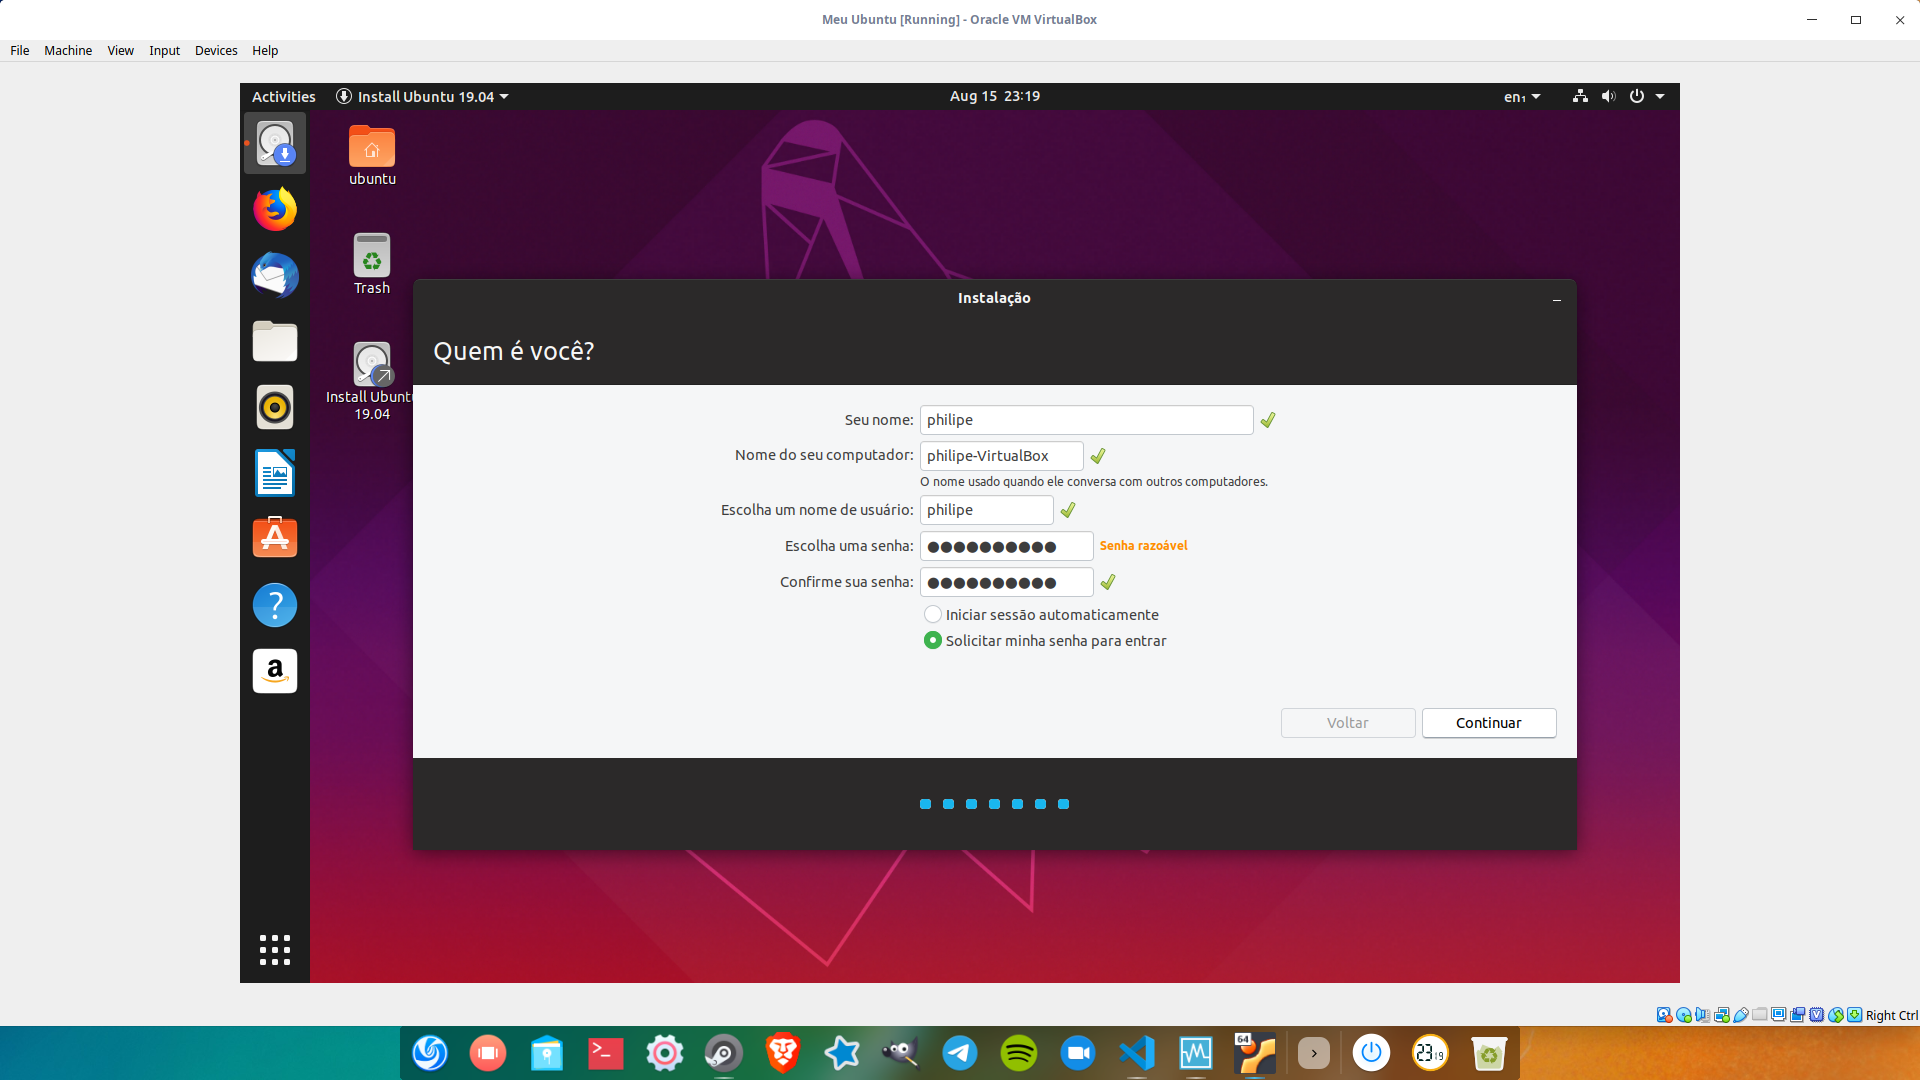 Meu Ubuntu [Running] - Oracle VM VirtualBox
File Machine View Input Devices Help
Activities Install Ubuntu 19.04 Aug 15 23:19 en₁
ubuntu
Trash
Install Ubuntu
19.04
Instalação
Quem é você?
Seu nome: philipe
Nome do seu computador: philipe-VirtualBox
O nome usado quando ele conversa com outros computadores.
Escolha um nome de usuário: philipe
Escolha uma senha: ●●●●●●●●●● Senha razoável
Confirme sua senha: ●●●●●●●●●●
Iniciar sessão automaticamente
Solicitar minha senha para entrar
Voltar Continuar
Right Ctrl
64
23 19